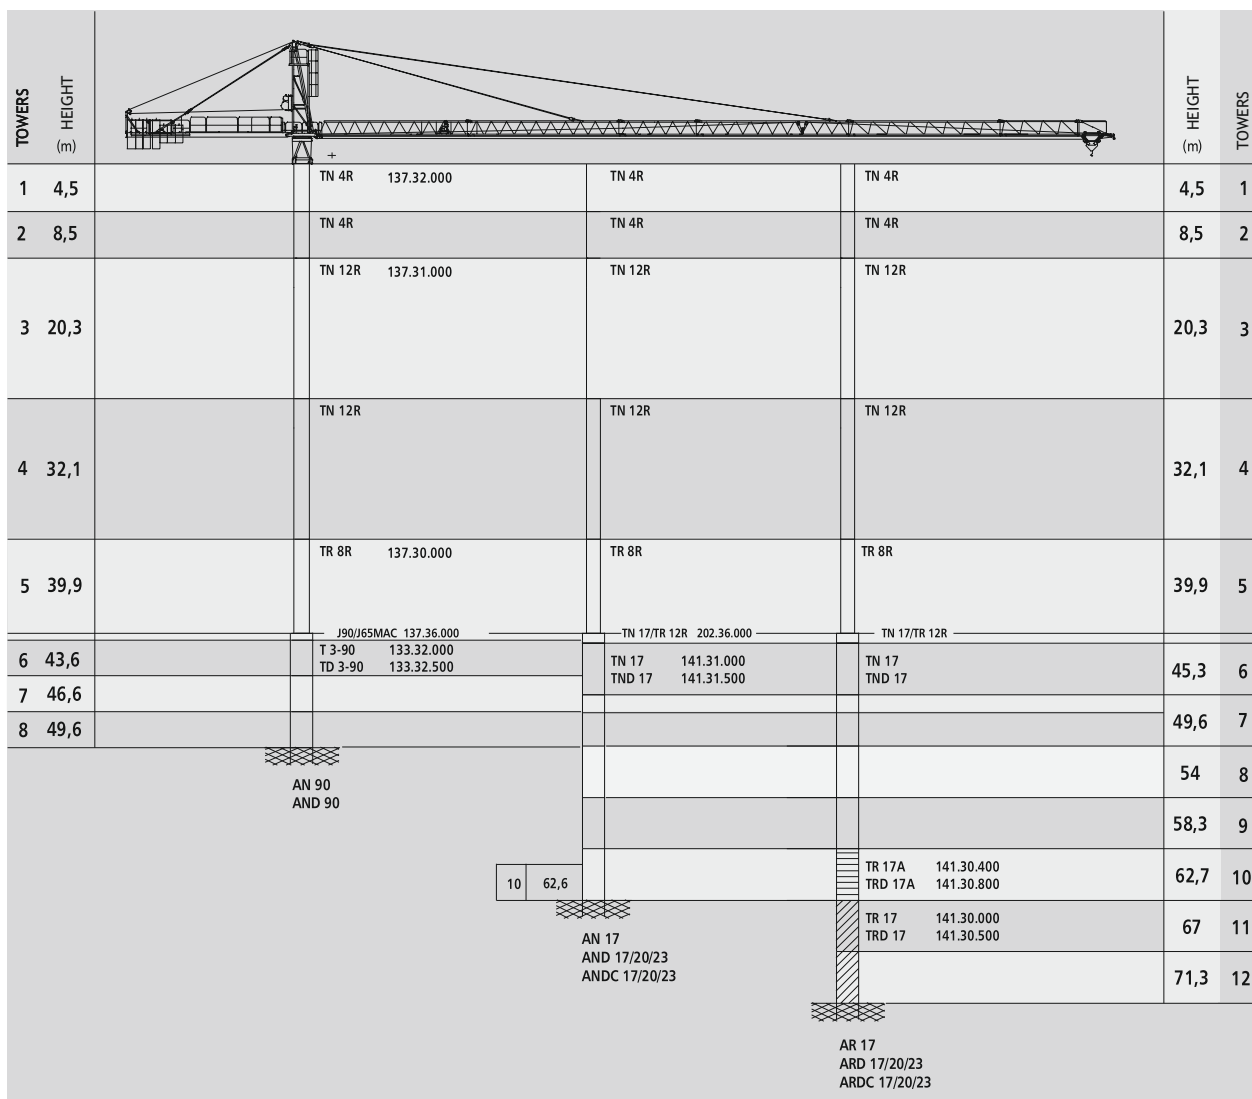 TOWERS HEIGHT (m) HEIGHT (m) TOWERS
1 4,5 TN 4R 137.32.000 TN 4R TN 4R 4,5 1
2 8,5 TN 4R TN 4R TN 4R 8,5 2
TN 12R 137.31.000 TN 12R TN 12R
3 20,3 20,3 3
TN 12R TN 12R TN 12R
4 32,1 32,1 4
TR 8R 137.30.000 TR 8R TR 8R
5 39,9 39,9 5
J90/J65MAC 137.36.000 TN 17/TR 12R 202.36.000 TN 17/TR 12R
T 3-90 133.32.000
6 43,6 TN 17 141.31.000 TN 17
TD 3-90 133.32.500 45,3 6
TND 17 141.31.500 TND 17
7 46,6
8 49,6 49,6 7
54 8
AN 90
AND 90
58,3 9
TR 17A 141.30.400
10 62,6 TRD 17A 141.30.800 62,7 10
TR 17 141.30.000
67 11
TRD 17 141.30.500
AN 17
AND 17/20/23
ANDC 17/20/23
71,3 12
AR 17
ARD 17/20/23
ARDC 17/20/23